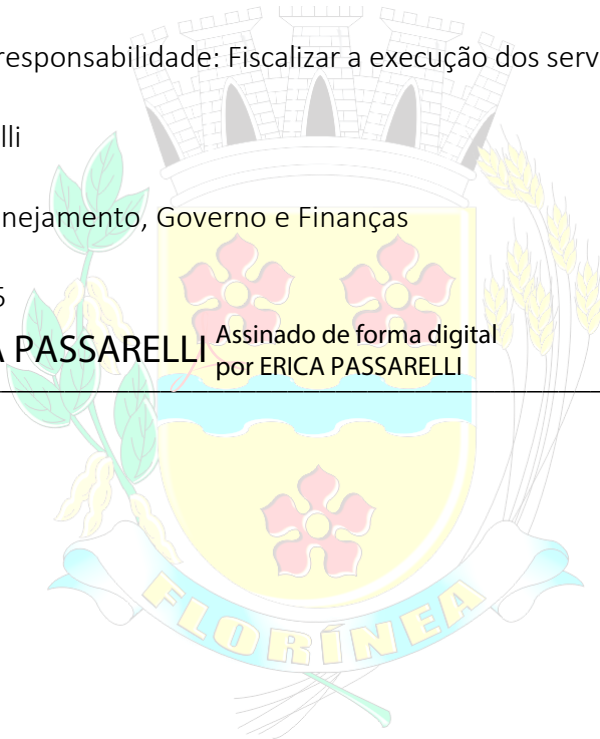 responsabilidade: Fiscalizar a execução dos serv
lli
nejamento, Governo e Finanças
A PASSARELLI
Assinado de forma digital
por ERICA PASSARELLI
FLORÍNEA